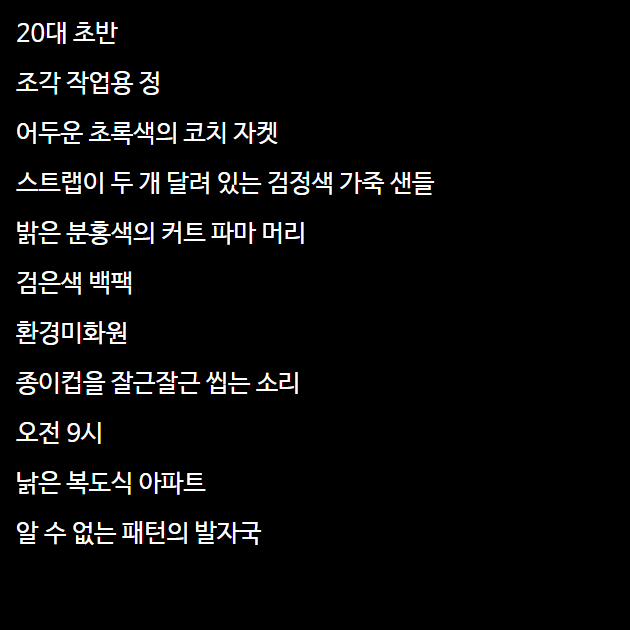 20대 초반
조각 작업용 정
어두운 초록색의 코치 자켓
스트랩이 두 개 달려 있는 검정색 가죽 샌들
밝은 분홍색의 커트 파마 머리
검은색 백팩
환경미화원
종이컵을 잘근잘근 씹는 소리
오전 9시
낡은 복도식 아파트
알 수 없는 패턴의 발자국